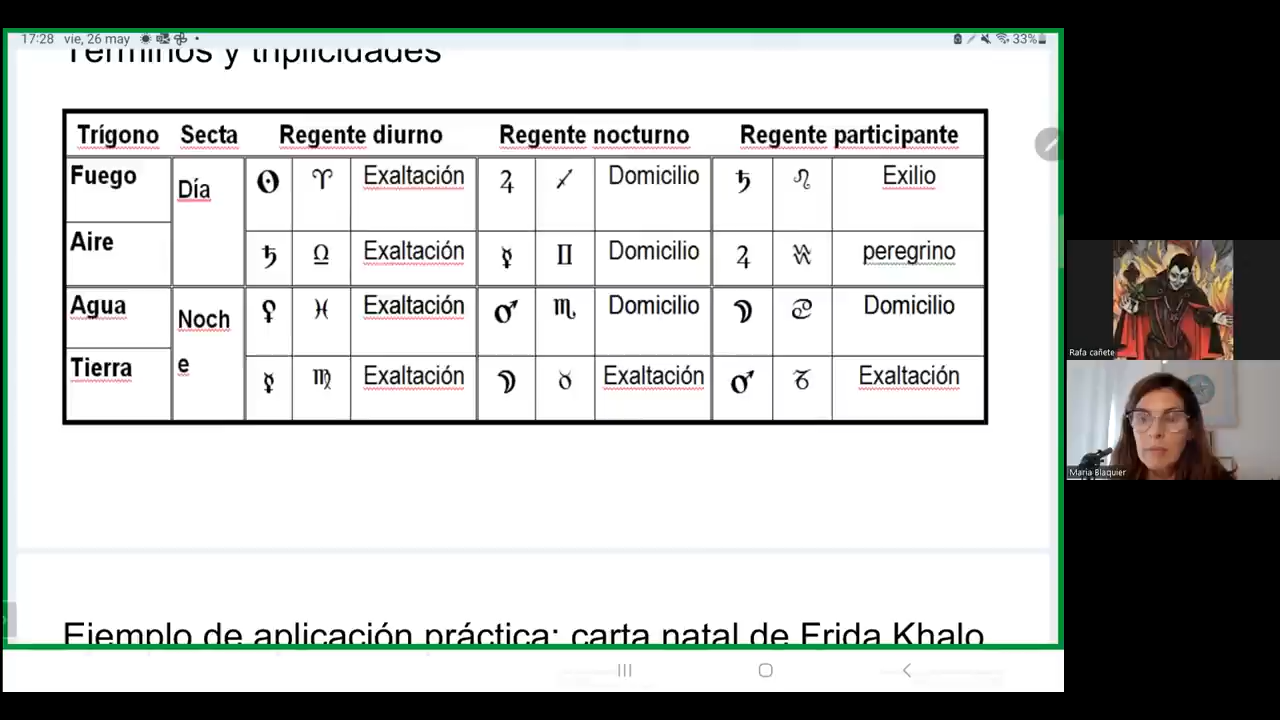 17:28 vie, 26 may
33%
Términos y triplicidades
Trígono Secta Regente diurno Regente nocturno Regente participante
Fuego Día ☉ ♈ Exaltación ♃ ♐ Domicilio ♄ ♌ Exilio
Aire ♄ ♎ Exaltación ☿ ♊ Domicilio ♃ ♒ peregrino
Agua Noch ♀ ♓ Exaltación ♂ ♏ Domicilio ☽ ♋ Domicilio
e
Tierra ☿ ♍ Exaltación ☽ ♉ Exaltación ♂ ♑ Exaltación
Ejemplo de aplicación práctica: carta natal de Frida Khalo
Rafa cañete
Maria Blaquier